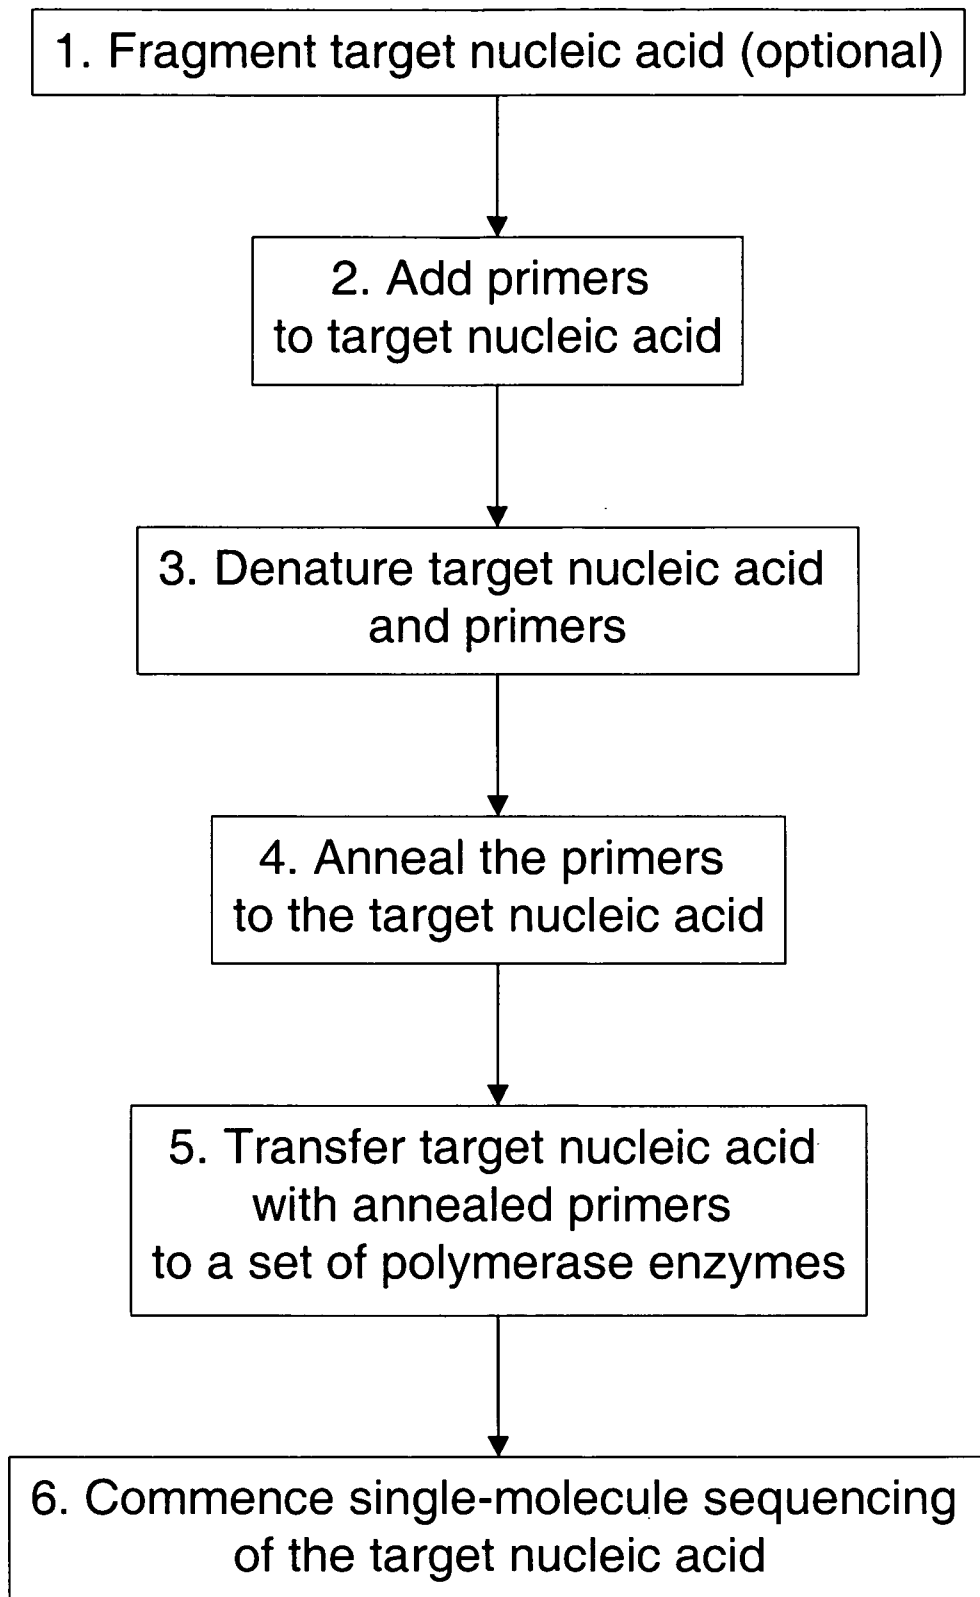 1. Fragment target nucleic acid (optional)
2. Add primers
to target nucleic acid
3. Denature target nucleic acid
and primers
4. Anneal the primers
to the target nucleic acid
5. Transfer target nucleic acid
with annealed primers
to a set of polymerase enzymes
6. Commence single-molecule sequencing
of the target nucleic acid